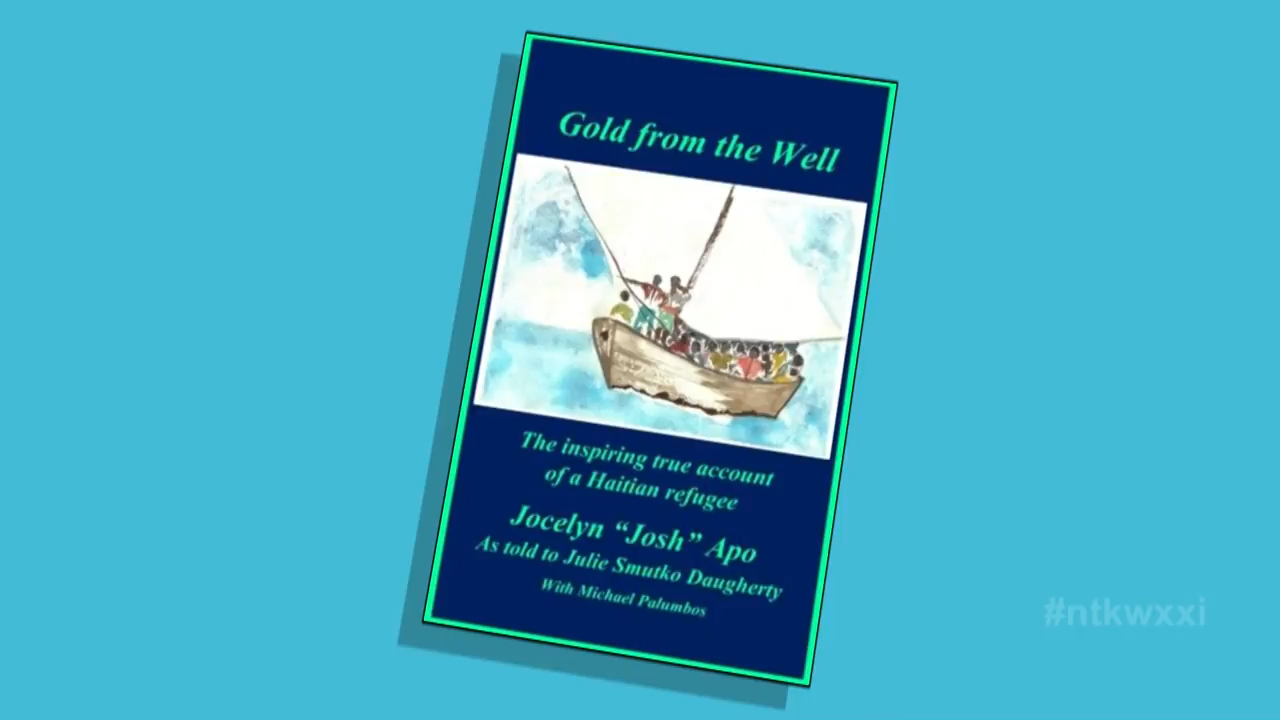 Gold from the Well
The inspiring true account
of a Haitian refugee
Jocelyn “Josh” Apo
As told to Julie Smutko Daugherty
With Michael Palumbos
#ntkwxxi